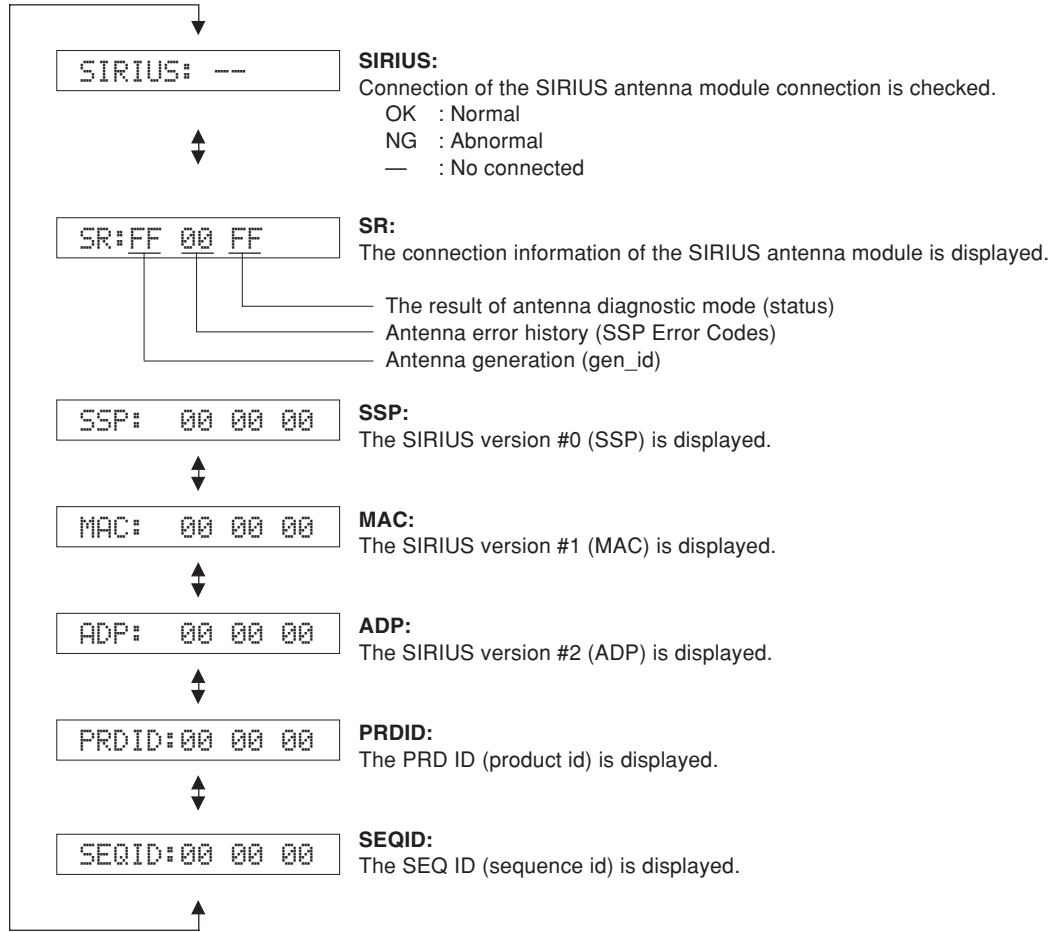 SIRIUS: --
SIRIUS:
Connection of the SIRIUS antenna module connection is checked.
OK : Normal
NG : Abnormal
— : No connected
SR:FF 00 FF
SR:
The connection information of the SIRIUS antenna module is displayed.
The result of antenna diagnostic mode (status)
Antenna error history (SSP Error Codes)
Antenna generation (gen_id)
SSP: 00 00 00
SSP:
The SIRIUS version #0 (SSP) is displayed.
MAC: 00 00 00
MAC:
The SIRIUS version #1 (MAC) is displayed.
ADP: 00 00 00
ADP:
The SIRIUS version #2 (ADP) is displayed.
PRDID:00 00 00
PRDID:
The PRD ID (product id) is displayed.
SEQID:00 00 00
SEQID:
The SEQ ID (sequence id) is displayed.